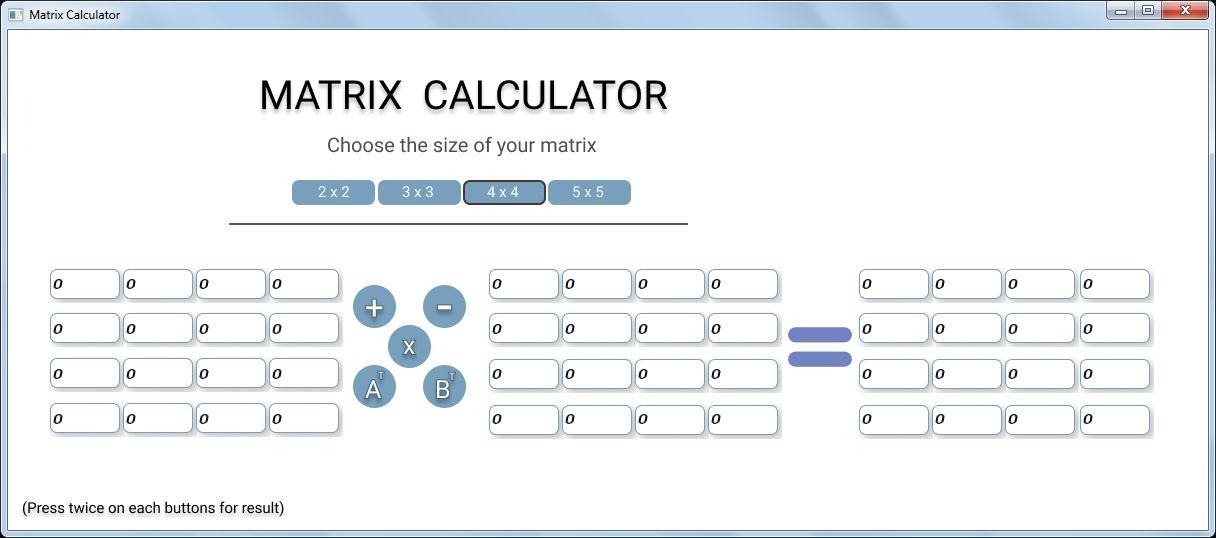 Matrix Calculator
MATRIX CALCULATOR
Choose the size of your matrix
2 x 2 3 x 3 4 x 4 5 x 5
0 0 0 0 0 0 0 0 0 0 0 0
+ -
0 0 0 0 0 0 0 0 0 0 0 0
X
0 0 0 0 0 0 0 0 0 0 0 0
A^T B^T
0 0 0 0 0 0 0 0 0 0 0 0
(Press twice on each buttons for result)